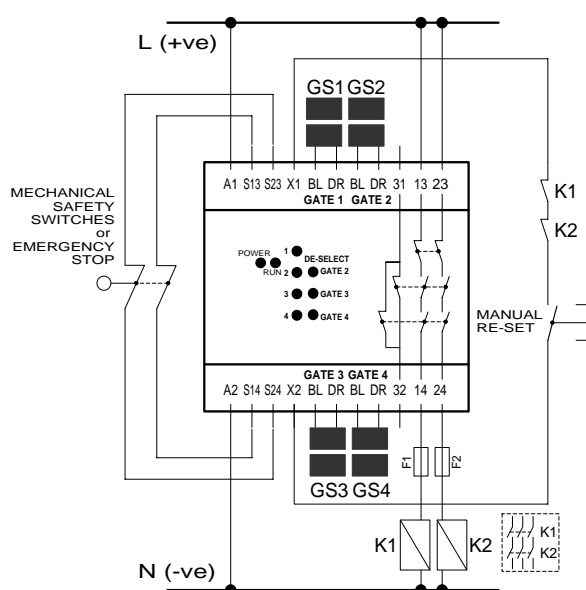 L (+ve)
GS1 GS2
A1 S13 S23 X1 BL DR BL DR 31 13 23
GATE 1 GATE 2
K1
K2
MECHANICAL
SAFETY
SWITCHES
or
EMERGENCY
STOP
POWER
RUN
1
DE-SELECT
2 GATE 2
3 GATE 3
4 GATE 4
MANUAL
RE-SET
GATE 3 GATE 4
A2 S14 S24 X2 BL DR BL DR 32 14 24
GS3 GS4
F1
F2
K1
K2
K1
K2
N (-ve)